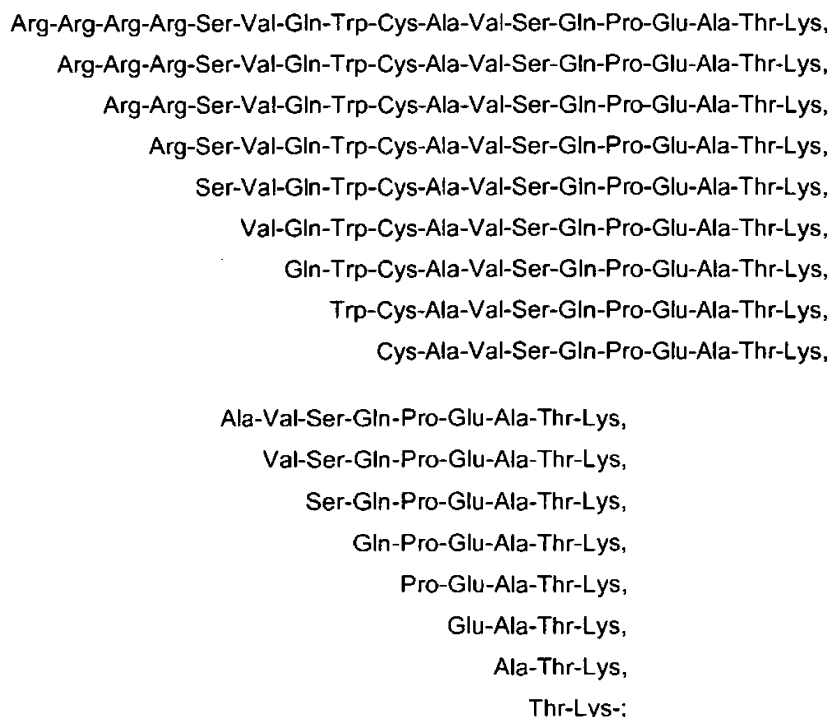 Arg-Arg-Arg-Arg-Ser-Val-Gln-Trp-Cys-Ala-Val-Ser-Gln-Pro-Glu-Ala-Thr-Lys,
Arg-Arg-Arg-Ser-Val-Gln-Trp-Cys-Ala-Val-Ser-Gln-Pro-Glu-Ala-Thr-Lys,
Arg-Arg-Ser-Val-Gln-Trp-Cys-Ala-Val-Ser-Gln-Pro-Glu-Ala-Thr-Lys,
Arg-Ser-Val-Gln-Trp-Cys-Ala-Val-Ser-Gln-Pro-Glu-Ala-Thr-Lys,
Ser-Val-Gln-Trp-Cys-Ala-Val-Ser-Gln-Pro-Glu-Ala-Thr-Lys,
Val-Gln-Trp-Cys-Ala-Val-Ser-Gln-Pro-Glu-Ala-Thr-Lys,
Gln-Trp-Cys-Ala-Val-Ser-Gln-Pro-Glu-Ala-Thr-Lys,
Trp-Cys-Ala-Val-Ser-Gln-Pro-Glu-Ala-Thr-Lys,
Cys-Ala-Val-Ser-Gln-Pro-Glu-Ala-Thr-Lys,
Ala-Val-Ser-Gln-Pro-Glu-Ala-Thr-Lys,
Val-Ser-Gln-Pro-Glu-Ala-Thr-Lys,
Ser-Gln-Pro-Glu-Ala-Thr-Lys,
Gln-Pro-Glu-Ala-Thr-Lys,
Pro-Glu-Ala-Thr-Lys,
Glu-Ala-Thr-Lys,
Ala-Thr-Lys,
Thr-Lys-;